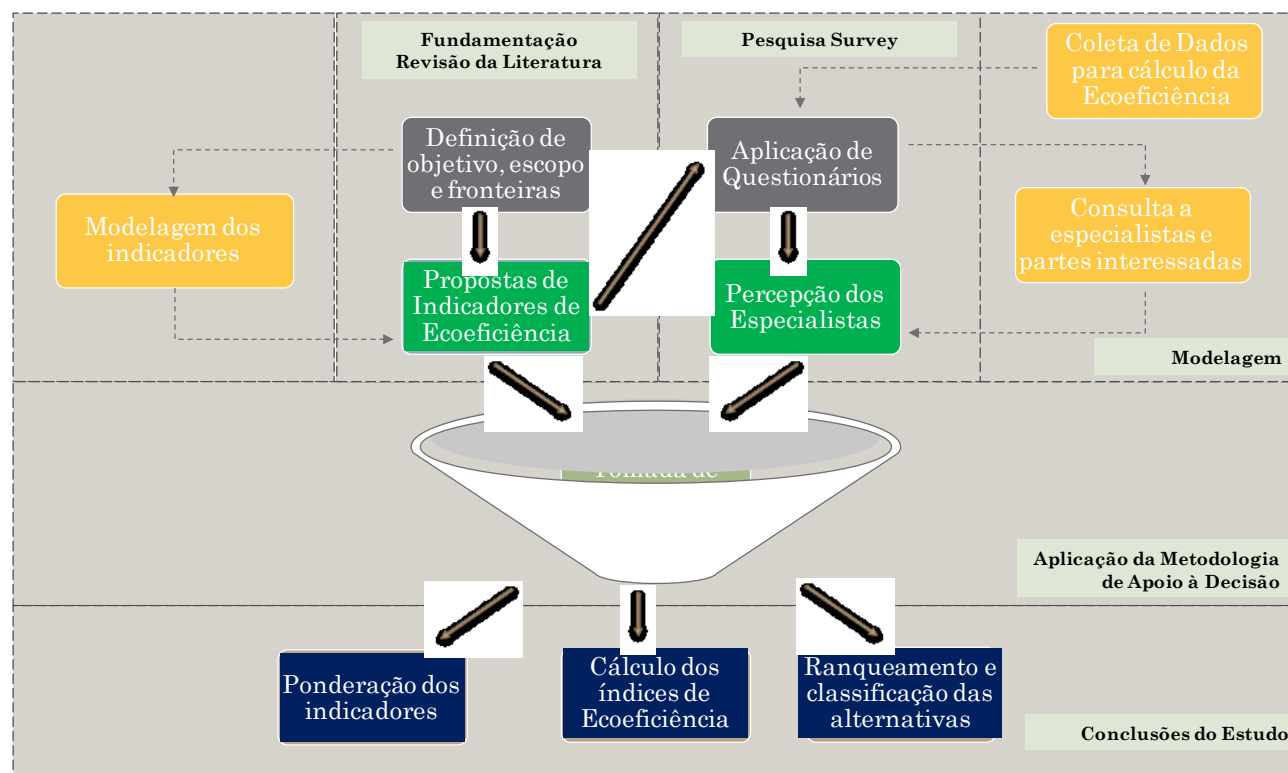 Fundamentação
Revisão da Literatura
Pesquisa Survey
Coleta de Dados
para cálculo da
Ecoeficiência
Definição de
objetivo, escopo
e fronteiras
Aplicação de
Questionários
Modelagem dos
indicadores
Consulta a
especialistas e
partes interessadas
Propostas de
Indicadores de
Ecoeficiência
Percepção dos
Especialistas
Modelagem
Tomada de
Aplicação da Metodologia
de Apoio à Decisão
Ponderação dos
indicadores
Cálculo dos
índices de
Ecoeficiência
Ranqueamento e
classificação das
alternativas
Conclusões do Estudo